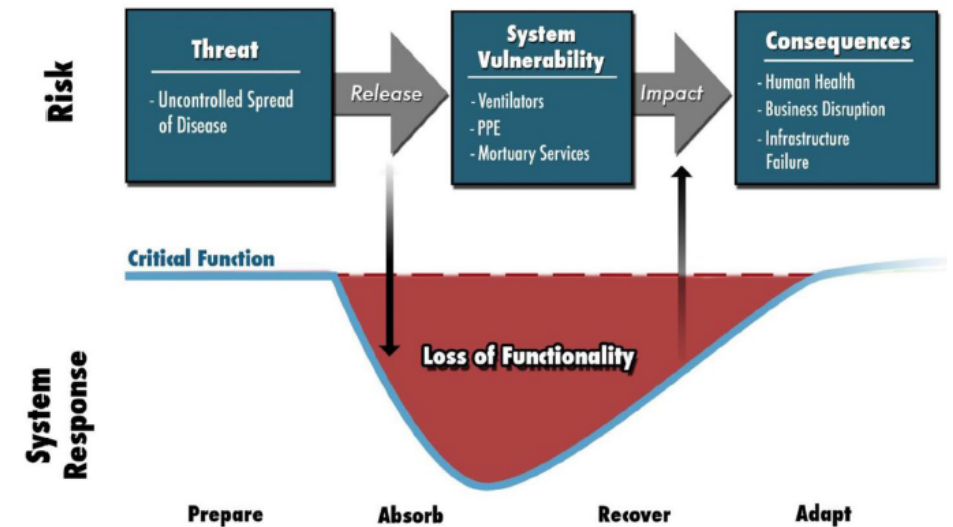 Risk
Threat
- Uncontrolled Spread
of Disease
Release
System
Vulnerability
- Ventilators
- PPE
- Mortuary Services
Impact
Consequences
- Human Health
- Business Disruption
- Infrastructure
Failure
System
Response
Critical Function
Loss of Functionality
Prepare
Absorb
Recover
Adapt